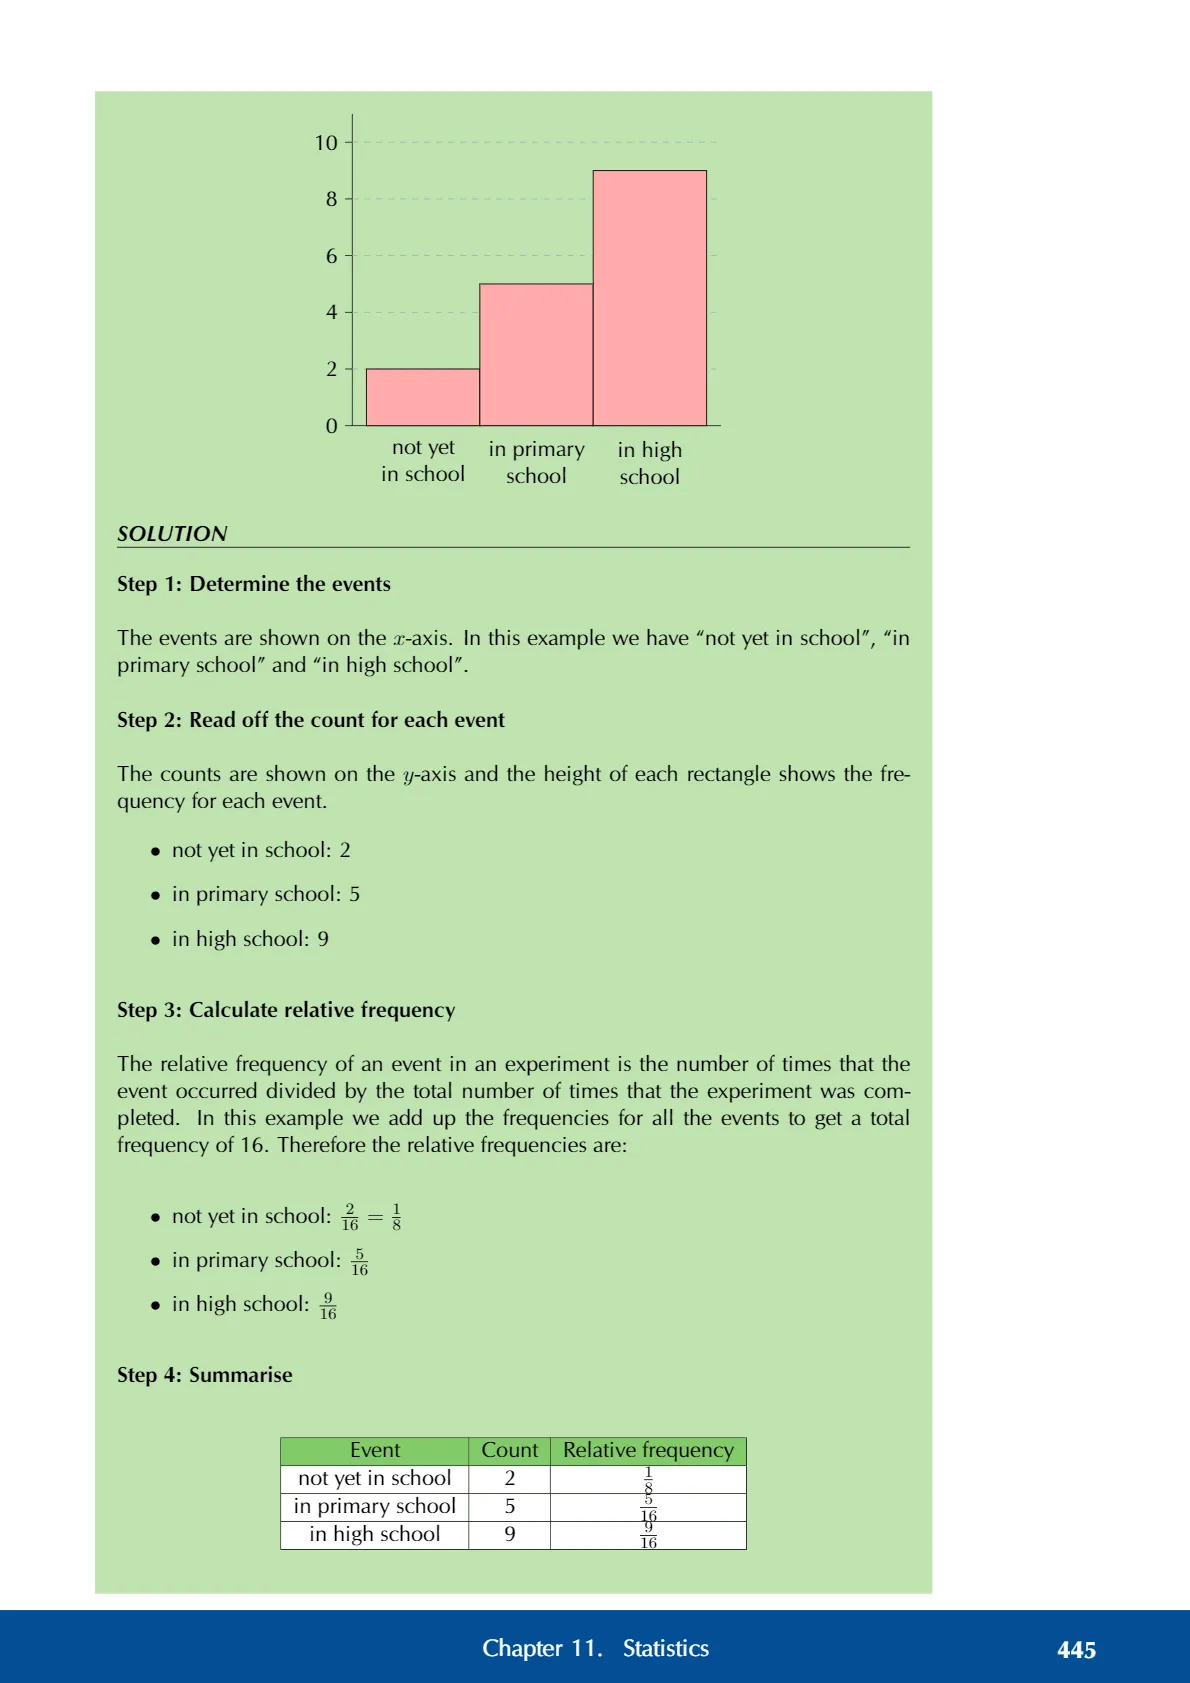 10
8
6
4
2
0
not yet
in school
in primary
school
in high
school
SOLUTION
Step 1: Determine the events
The events are shown on the x-axis. In this example we have “not yet in school”, “in
primary school” and “in high school”.
Step 2: Read off the count for each event
The counts are shown on the y-axis and the height of each rectangle shows the fre-
quency for each event.
• not yet in school: 2
• in primary school: 5
• in high school: 9
Step 3: Calculate relative frequency
The relative frequency of an event in an experiment is the number of times that the
event occurred divided by the total number of times that the experiment was com-
pleted. In this example we add up the frequencies for all the events to get a total
frequency of 16. Therefore the relative frequencies are:
• not yet in school: 2/16 = 1/8
• in primary school: 5/16
• in high school: 9/16
Step 4: Summarise
Event Count Relative frequency
not yet in school 2 1/8
in primary school 5 5/16
in high school 9 9/16
Chapter 11. Statistics 445